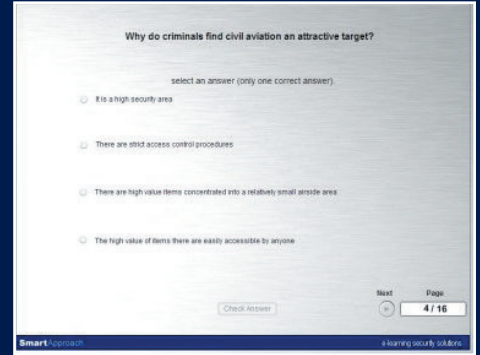 Why do criminals find civil aviation an attractive target?
select an answer (only one correct answer).
It is a high security area
There are strict access control procedures
There are high value items concentrated into a relatively small airside area
The high value of items there are easily accessible by anyone
Next Page
Check Answer
4 / 16
SmartApproach e-learning security solutions